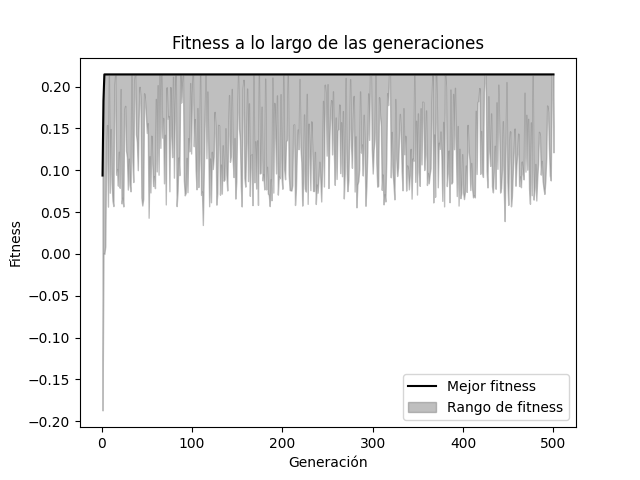 Fitness a lo largo de las generaciones
Fitness
0.20
0.15
0.10
0.05
0.00
−0.05
−0.10
−0.15
−0.20
Mejor fitness
Rango de fitness
0 100 200 300 400 500
Generación